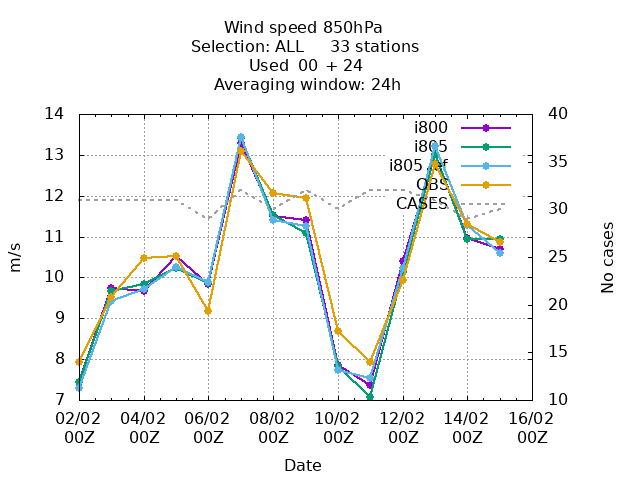 Wind speed 850hPa
Selection: ALL 33 stations
Used 00 + 24
Averaging window: 24h
14 40
i800
i805
13 35
i805_ref
OBS
12 30
CASES
11 25
10 20
9
8 15
7 10
m/s
No cases
02/02 04/02 06/02 08/02 10/02 12/02 14/02 16/02
00Z 00Z 00Z 00Z 00Z 00Z 00Z 00Z
Date